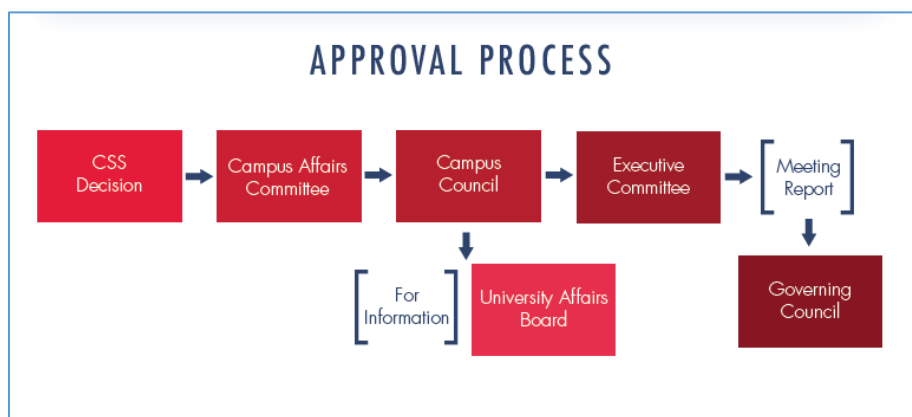 APPROVAL PROCESS
CSS
Decision
Campus Affairs
Committee
Campus
Council
Executive
Committee
Meeting
Report
For
Information
University Affairs
Board
Governing
Council